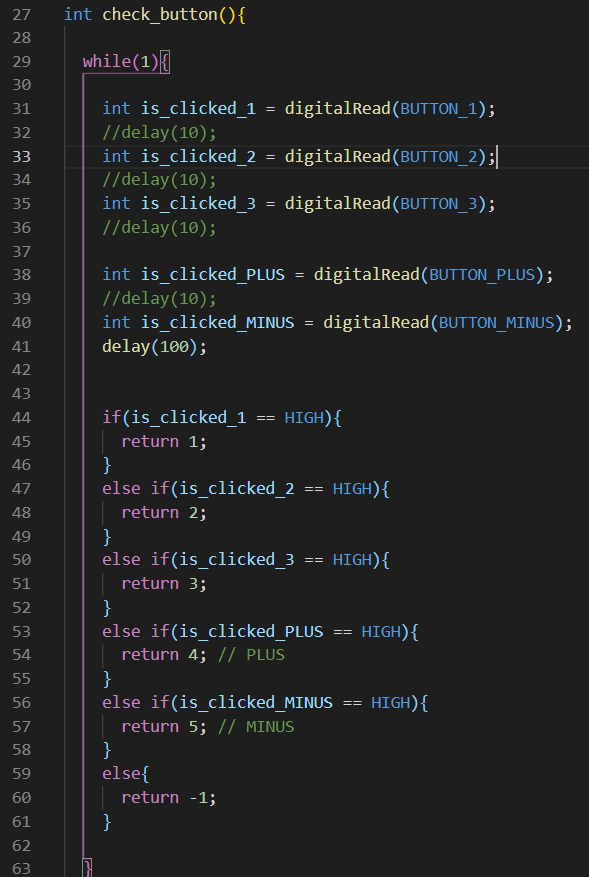 27 int check_button(){
28
29   while(1){
30
31     int is_clicked_1 = digitalRead(BUTTON_1);
32     //delay(10);
33     int is_clicked_2 = digitalRead(BUTTON_2);
34     //delay(10);
35     int is_clicked_3 = digitalRead(BUTTON_3);
36     //delay(10);
37
38     int is_clicked_PLUS = digitalRead(BUTTON_PLUS);
39     //delay(10);
40     int is_clicked_MINUS = digitalRead(BUTTON_MINUS);
41     delay(100);
42
43
44     if(is_clicked_1 == HIGH){
45       return 1;
46     }
47     else if(is_clicked_2 == HIGH){
48       return 2;
49     }
50     else if(is_clicked_3 == HIGH){
51       return 3;
52     }
53     else if(is_clicked_PLUS == HIGH){
54       return 4; // PLUS
55     }
56     else if(is_clicked_MINUS == HIGH){
57       return 5; // MINUS
58     }
59     else{
60       return -1;
61     }
62
63   }